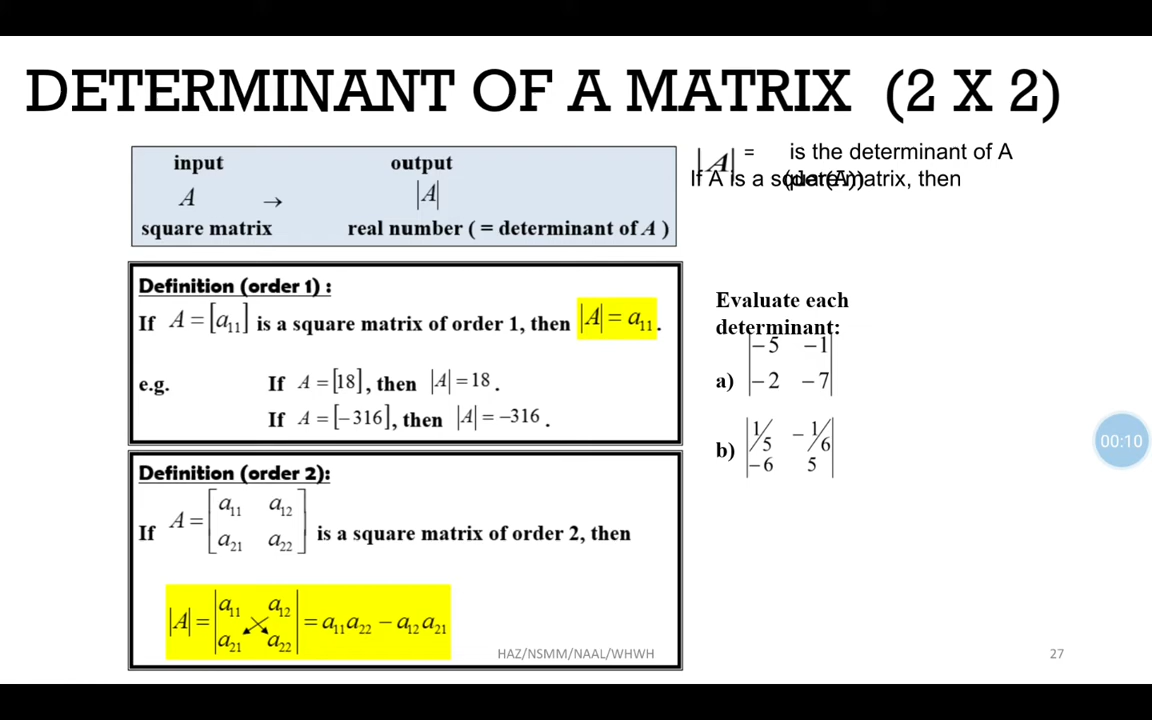 DETERMINANT OF A MATRIX (2 X 2)
input output
A → |A|
square matrix real number ( = determinant of A )
|A| = is the determinant of A
If A is a square matrix, then
(det(A))
Definition (order 1) :
If A = [a₁₁] is a square matrix of order 1, then |A| = a₁₁ .
e.g. If A = [18] , then |A| = 18 .
If A = [−316] , then |A| = −316 .
Definition (order 2):
If A = [a₁₁ a₁₂
a₂₁ a₂₂] is a square matrix of order 2, then
|A| = |a₁₁ a₁₂
a₂₁ a₂₂| = a₁₁a₂₂ − a₁₂a₂₁
Evaluate each
determinant:
a) |−5 −1
−2 −7|
b) |1/5 −1/6
−6 5|
00:10
HAZ/NSMM/NAAL/WHWH
27